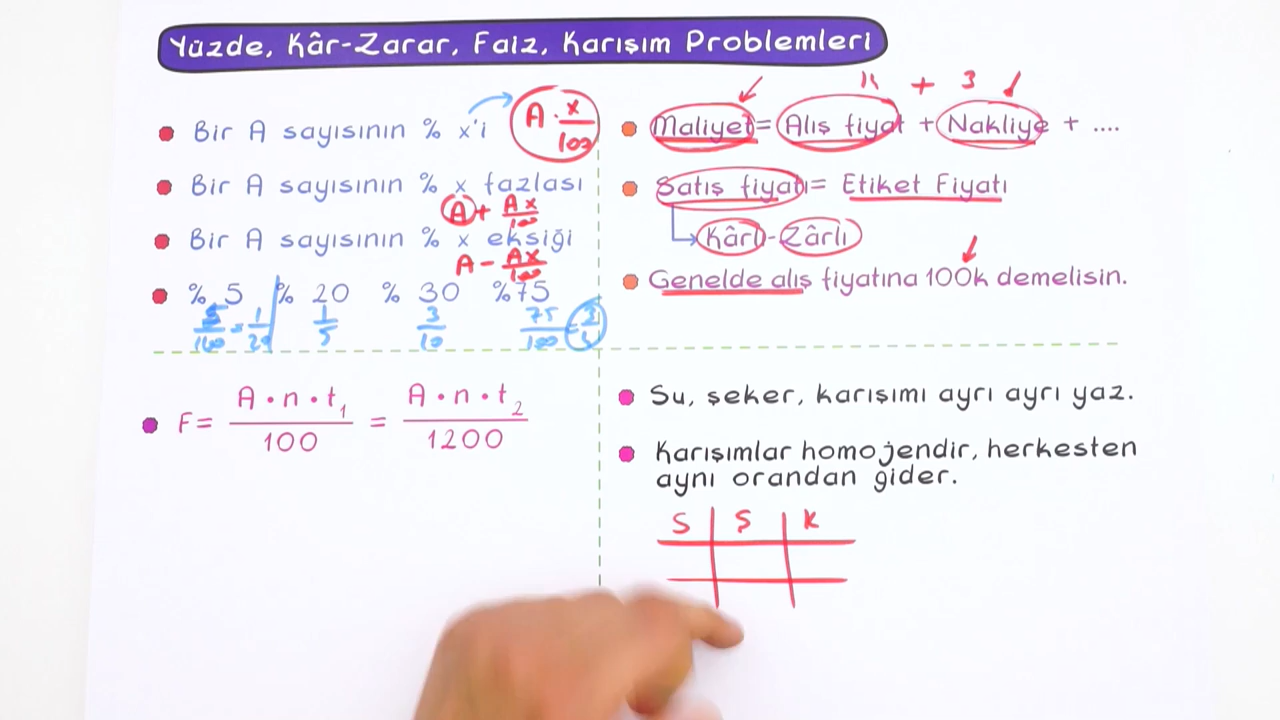 Yüzde, Kâr-Zarar, Faiz, Karışım Problemleri
Bir A sayısının % x'i
A · x/100
Bir A sayısının % x fazlası
A + Ax/100
Bir A sayısının % x eksiği
A - Ax/100
% 5 % 20 % 30 %75
5/100 = 1/20 1/5 3/10 75/100 =
F = A•n•t₁/100 = A•n•t₂/1200
+ 3
Maliyet= Alış fiyat + Nakliye + ....
Satış fiyatı= Etiket Fiyatı
Kârlı-Zârlı
Genelde alış fiyatına 100k demelisin.
Su, şeker, karışımı ayrı ayrı yaz.
Karışımlar homojendir, herkesten
aynı orandan gider.
S Ş K